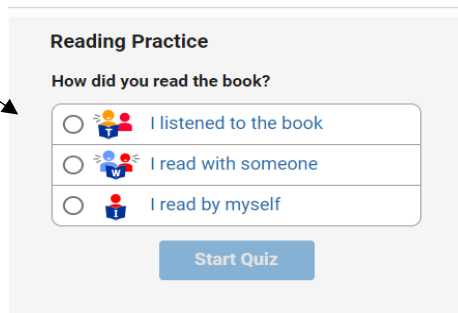 Reading Practice
How did you read the book?
T I listened to the book
W I read with someone
I I read by myself
Start Quiz